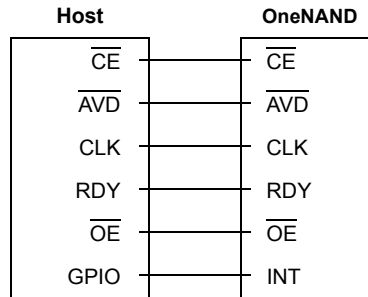 Host OneNAND
CE CE
AVD AVD
CLK CLK
RDY RDY
OE OE
GPIO INT